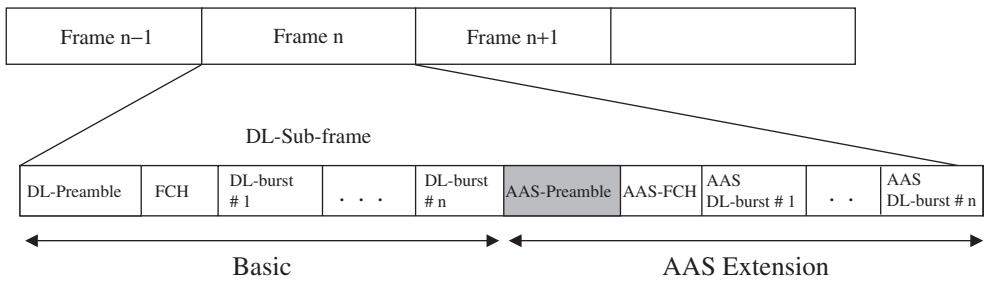 Frame n−1 Frame n Frame n+1
DL-Sub-frame
DL-Preamble FCH DL-burst # 1 . . . DL-burst # n AAS-Preamble AAS-FCH AAS DL-burst # 1 . . AAS DL-burst # n
Basic AAS Extension